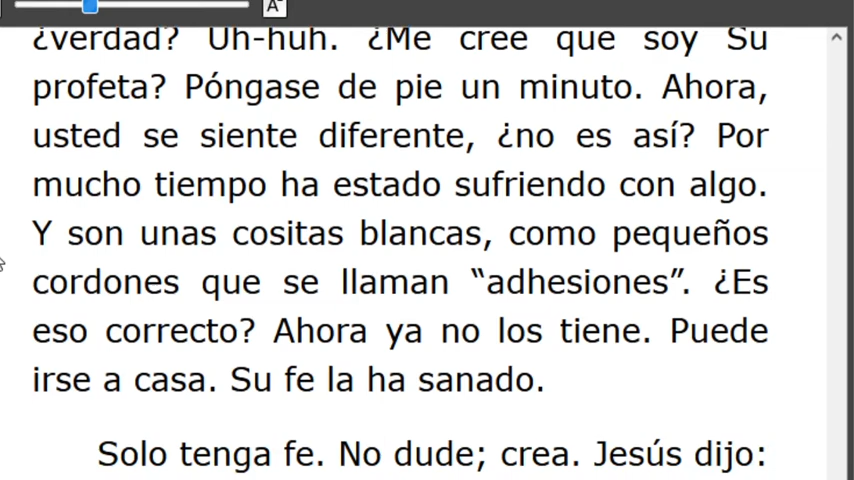 A
¿verdad? Uh-huh. ¿Me cree que soy Su
profeta? Póngase de pie un minuto. Ahora,
usted se siente diferente, ¿no es así? Por
mucho tiempo ha estado sufriendo con algo.
Y son unas cositas blancas, como pequeños
cordones que se llaman “adhesiones”. ¿Es
eso correcto? Ahora ya no los tiene. Puede
irse a casa. Su fe la ha sanado.
Solo tenga fe. No dude; crea. Jesús dijo: